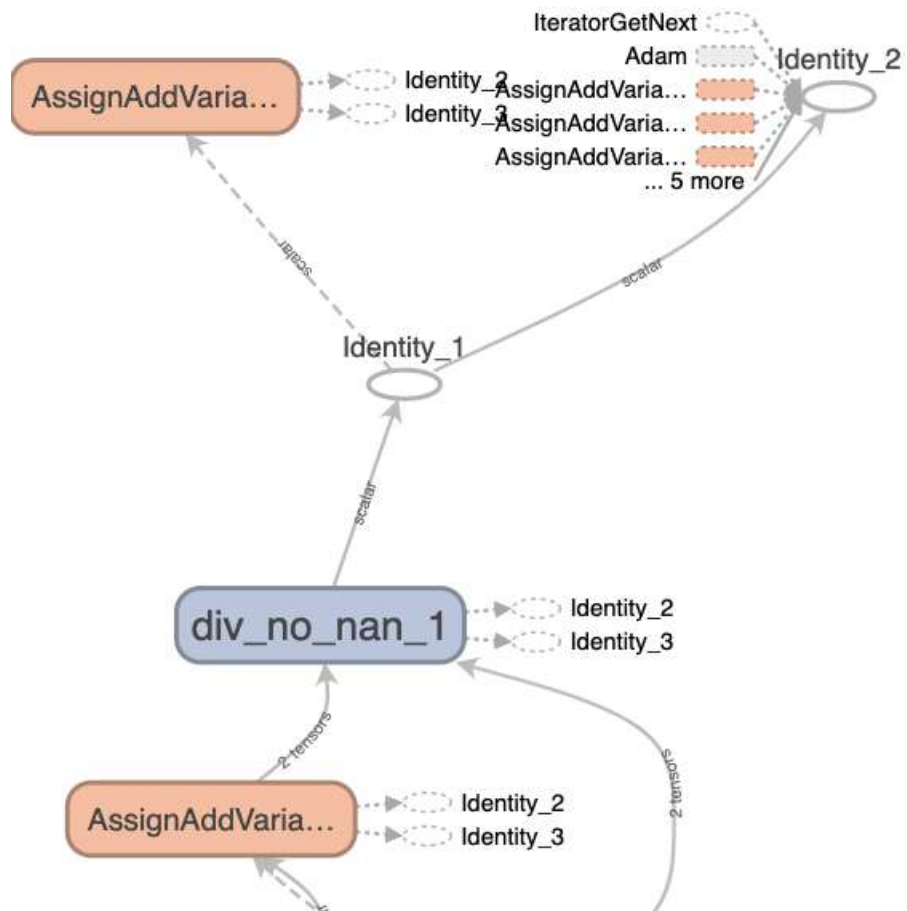 IteratorGetNext
Adam
Identity_2
AssignAddVaria...
AssignAddVaria...
AssignAddVaria...
... 5 more
AssignAddVaria...
Identity_2
Identity_3
scalar
scalar
Identity_1
scalar
div_no_nan_1
Identity_2
Identity_3
2 tensors
2 tensors
AssignAddVaria...
Identity_2
Identity_3